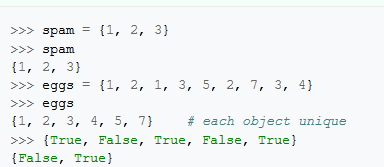 >>> spam = {1, 2, 3}
>>> spam
{1, 2, 3}
>>> eggs = {1, 2, 1, 3, 5, 2, 7, 3, 4}
>>> eggs
{1, 2, 3, 4, 5, 7}    # each object unique
>>> {True, False, True, False, True}
{False, True}